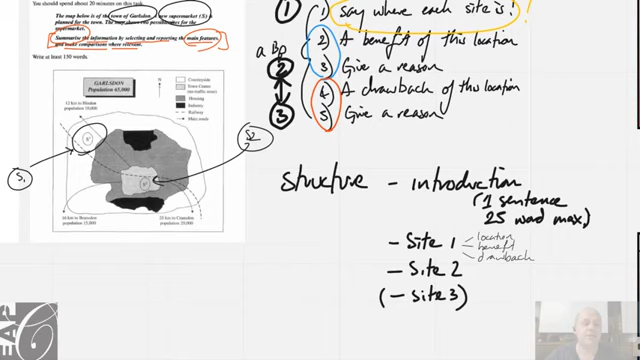 You should spend about 20 minutes on this task.
The map below is of the town of Garlsdon. A new supermarket (S) is
planned for the town. The map shows two possible sites for the
supermarket.
Summarise the information by selecting and reporting the main features,
and make comparisons where relevant.
Write at least 150 words.
GARLSDON
Population 65,000
N
Countryside
Town Centre
(no traffic zone)
Housing
Industry
Railway
Main roads
12 km to Hindon
population 10,000
S1
S2
16 km to Bransdon
population 15,000
25 km to Cransdon
population 29,000
S1
S2
?
1
1) Say where each site is!
!
2) A benefit of this location
3) Give a reason
4) A drawback of this location
5) Give a reason
2
3
Structure - introduction
(1 sentence
25 word max.)
- Site 1
location
benefit
drawback
- Site 2
(- site 3)
EAP